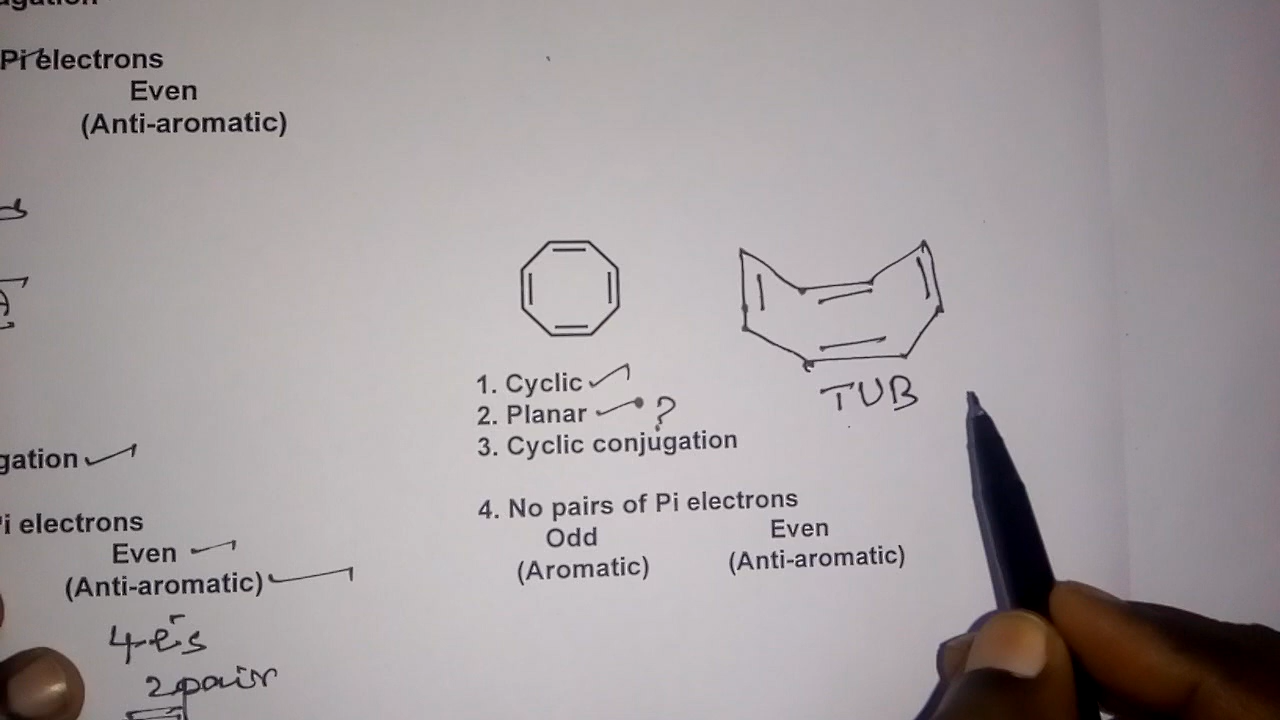 Pi electrons
Even
(Anti-aromatic)
1. Cyclic
2. Planar ?
3. Cyclic conjugation
4. No pairs of Pi electrons
Odd Even
(Aromatic) (Anti-aromatic)
TUB
gation
i electrons
Even
(Anti-aromatic)
4 es
2 pair